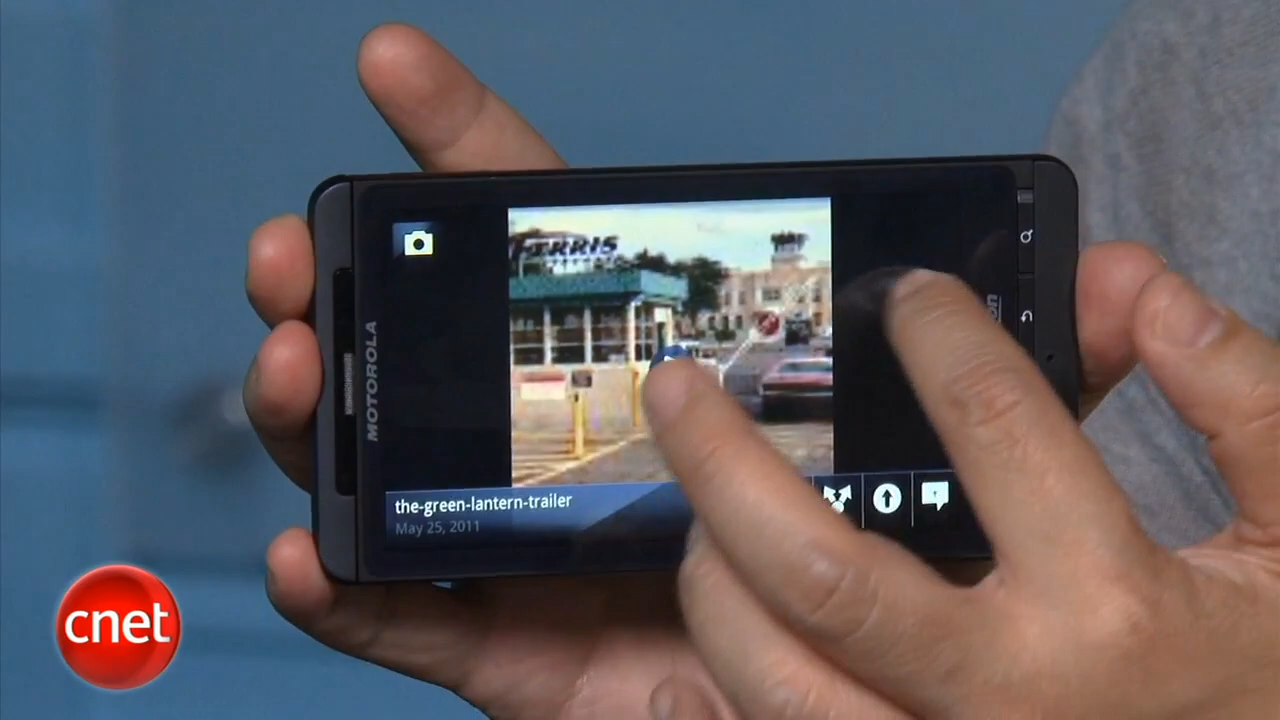 FERRIS
MOTOROLA
the-green-lantern-trailer
May 25, 2011
cnet